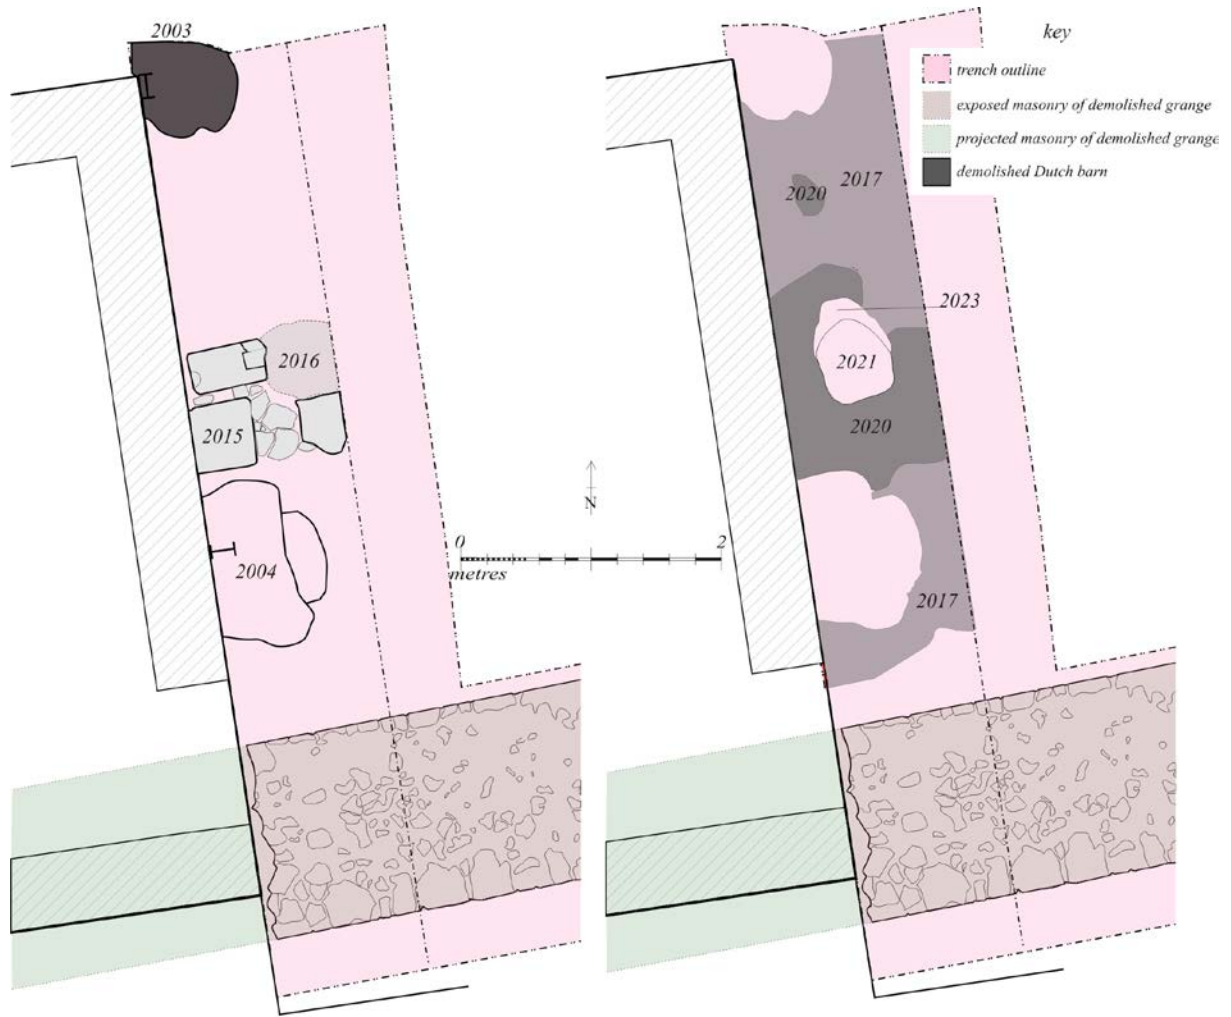 2003
key
trench outline
exposed masonry of demolished grange
projected masonry of demolished grange
demolished Dutch barn
2017
2020
2023
2016
2021
2015
2020
N
0
2
metres
2004
2017